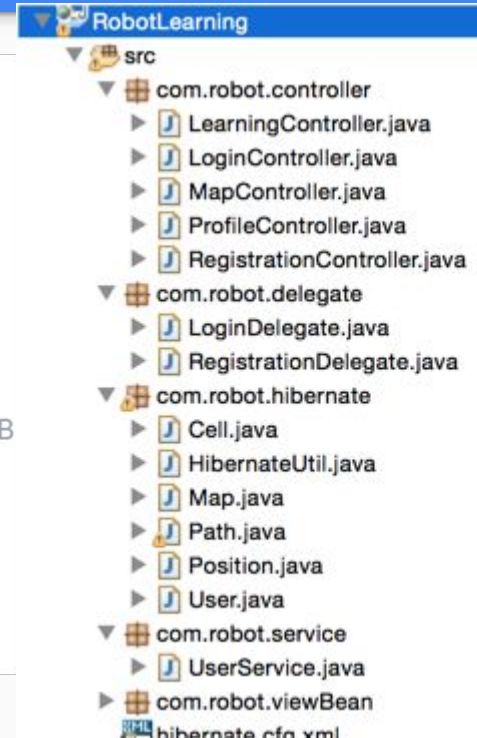 RobotLearning
src
com.robot.controller
LearningController.java
LoginController.java
MapController.java
ProfileController.java
RegistrationController.java
com.robot.delegate
LoginDelegate.java
RegistrationDelegate.java
com.robot.hibernate
B
Cell.java
HibernateUtil.java
Map.java
Path.java
Position.java
User.java
com.robot.service
UserService.java
com.robot.viewBean
hibernate.cfg.xml